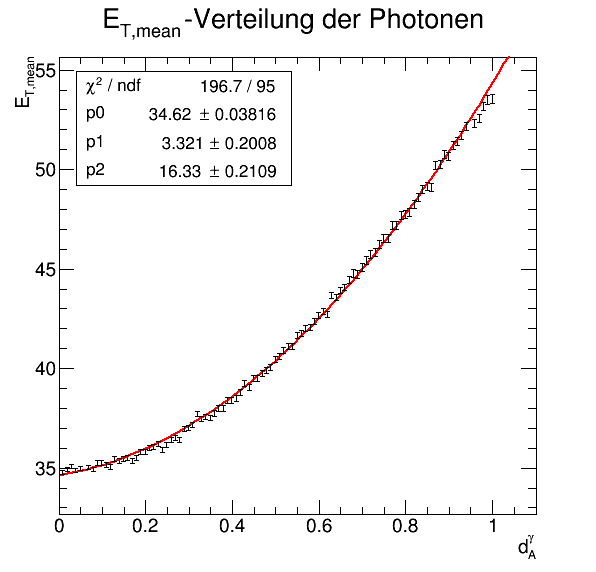 E_T,mean-Verteilung der Photonen
E_T,mean
χ² / ndf 196.7 / 95
p0 34.62 ± 0.03816
p1 3.321 ± 0.2008
p2 16.33 ± 0.2109
55
50
45
40
35
0 0.2 0.4 0.6 0.8 1
d_A^γ